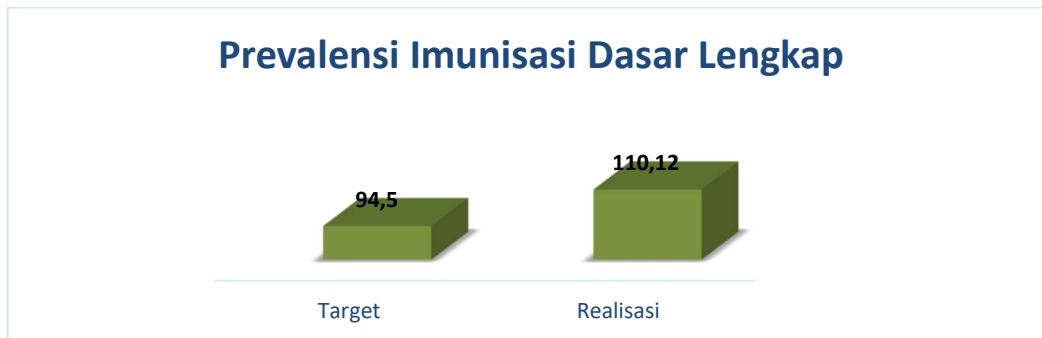 Prevalensi Imunisasi Dasar Lengkap
110,12
94,5
Target
Realisasi